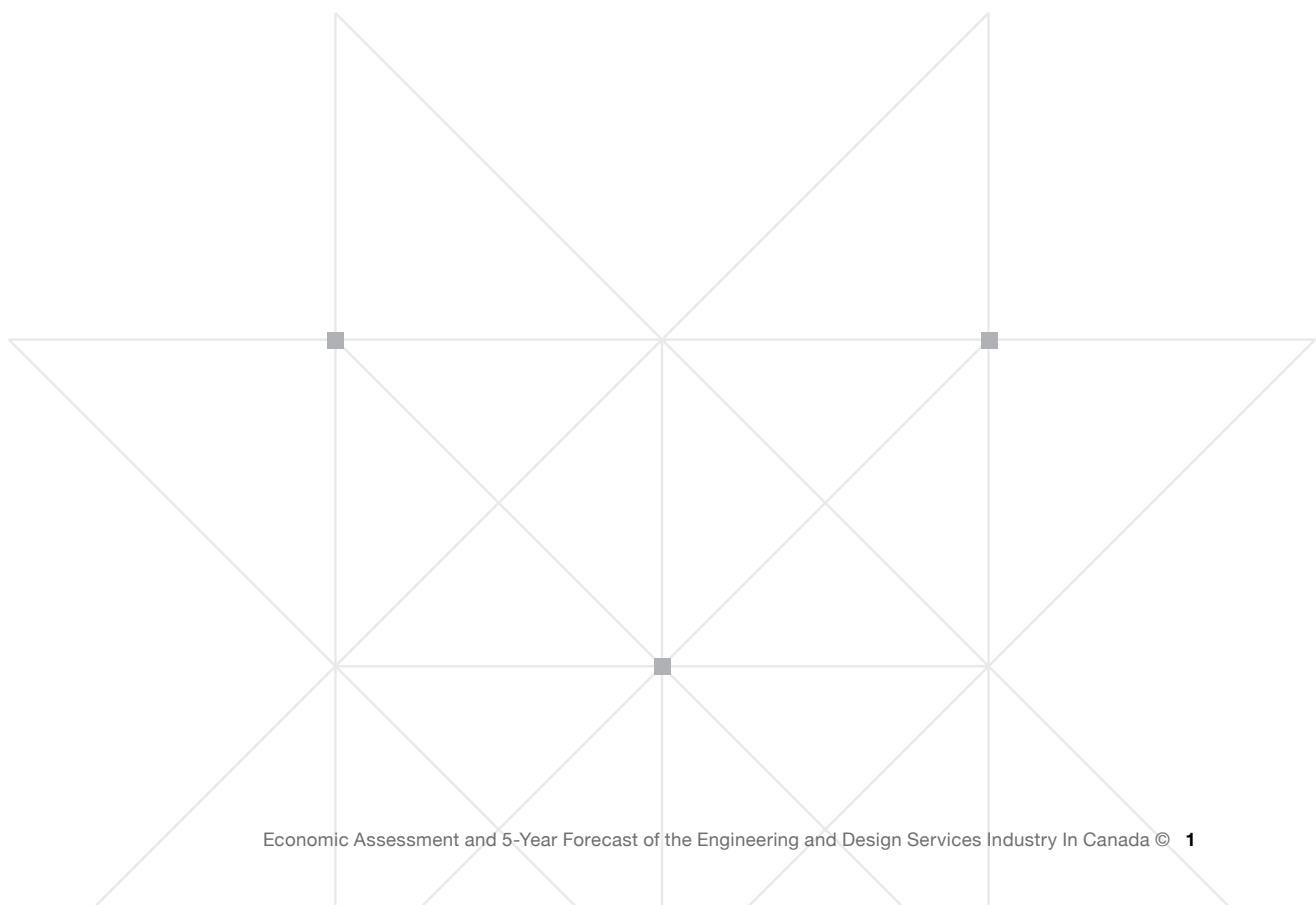 Economic Assessment and 5-Year Forecast of the Engineering and Design Services Industry In Canada © 1